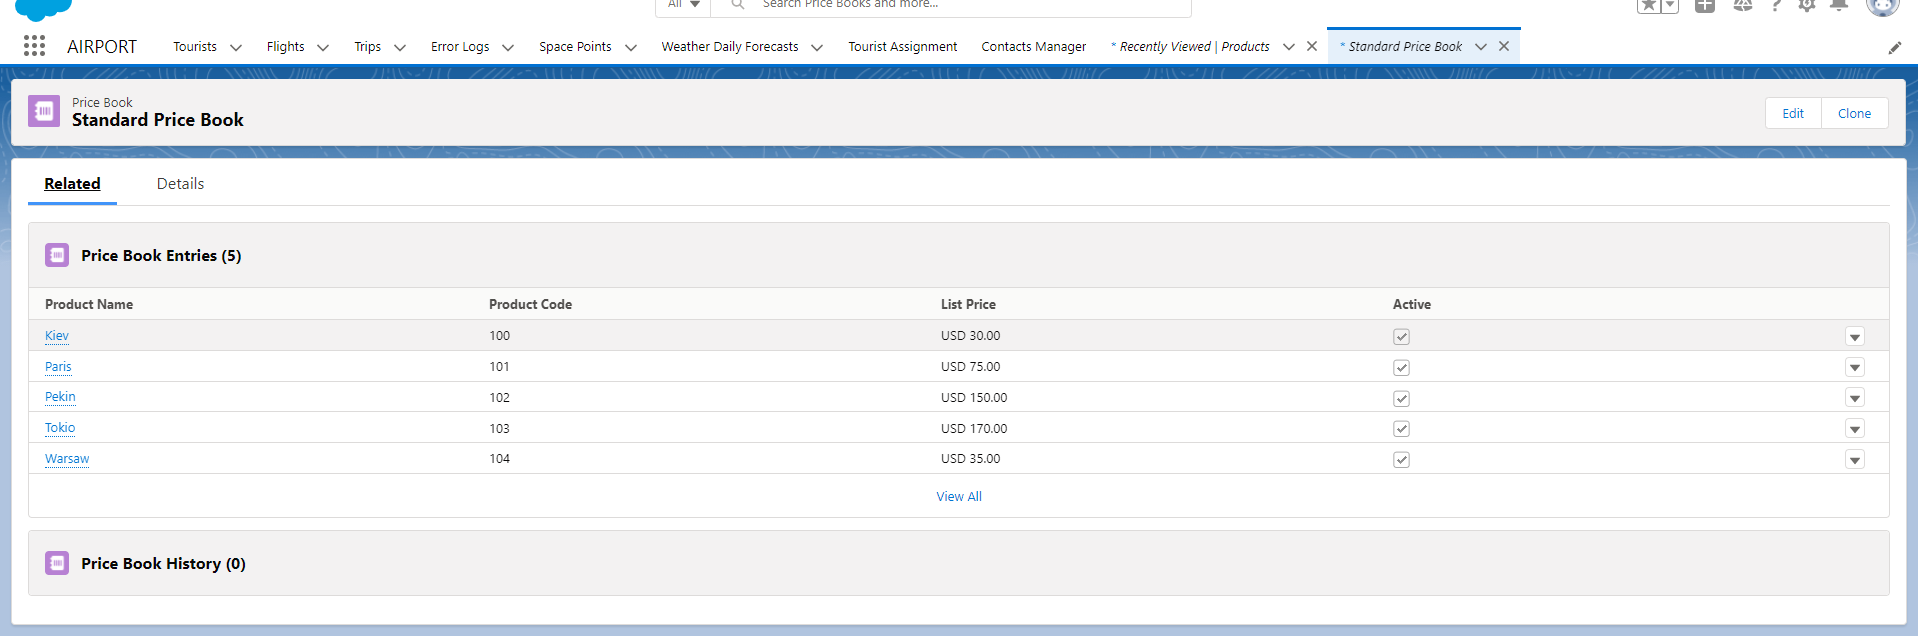 All Search Price Books and more...
AIRPORT Tourists Flights Trips Error Logs Space Points Weather Daily Forecasts Tourist Assignment Contacts Manager * Recently Viewed | Products * Standard Price Book
Price Book
Standard Price Book
Edit Clone
Related Details
Price Book Entries (5)
Product Name Product Code List Price Active
Kiev 100 USD 30.00
Paris 101 USD 75.00
Pekin 102 USD 150.00
Tokio 103 USD 170.00
Warsaw 104 USD 35.00
View All
Price Book History (0)